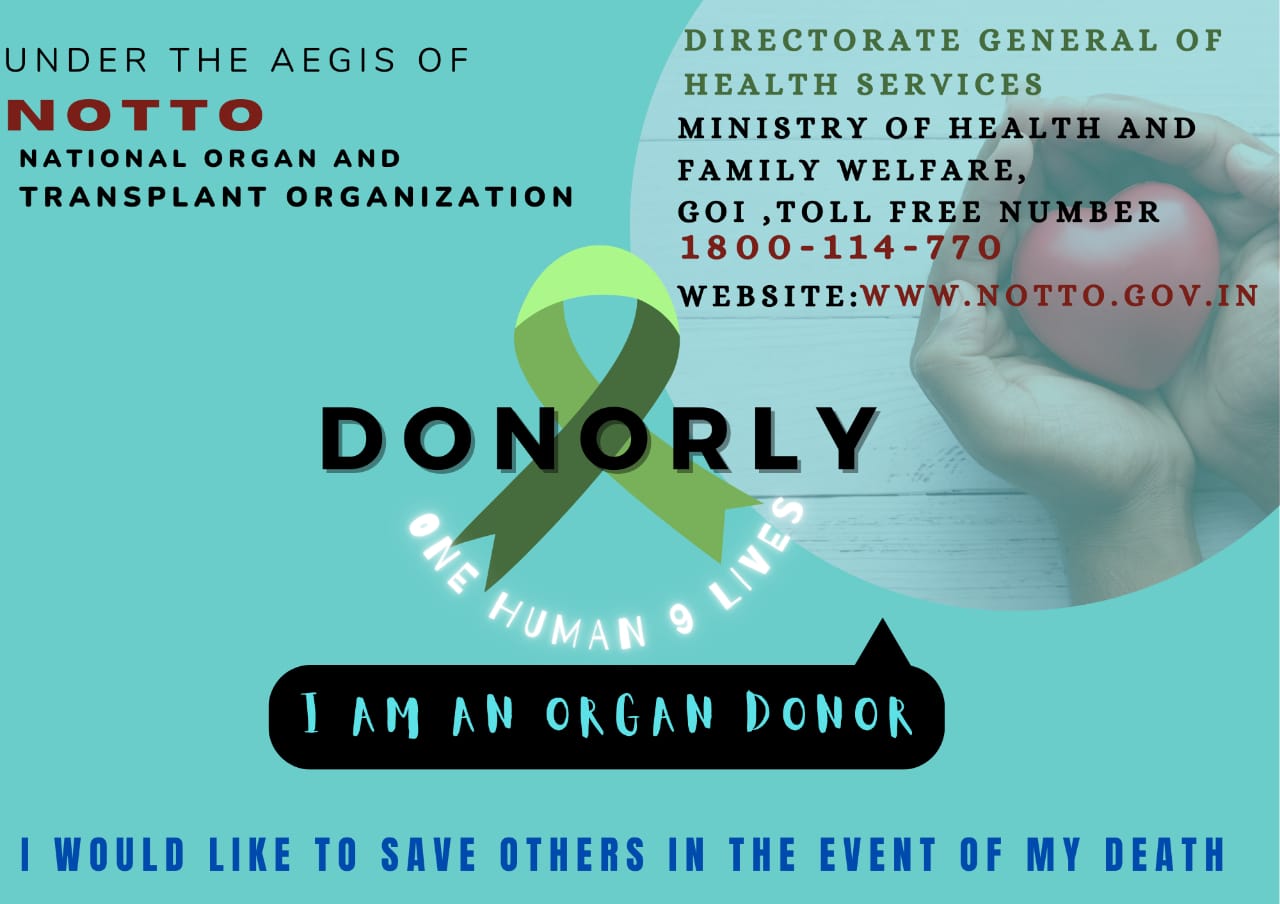 UNDER THE AEGIS OF
NOTTO
NATIONAL ORGAN AND
TRANSPLANT ORGANIZATION
DIRECTORATE GENERAL OF
HEALTH SERVICES
MINISTRY OF HEALTH AND
FAMILY WELFARE,
GOI ,TOLL FREE NUMBER
1800-114-770
WEBSITE:WWW.NOTTO.GOV.IN
DONORLY
ONE HUMAN 9 LIVES
I AM AN ORGAN DONOR
I WOULD LIKE TO SAVE OTHERS IN THE EVENT OF MY DEATH